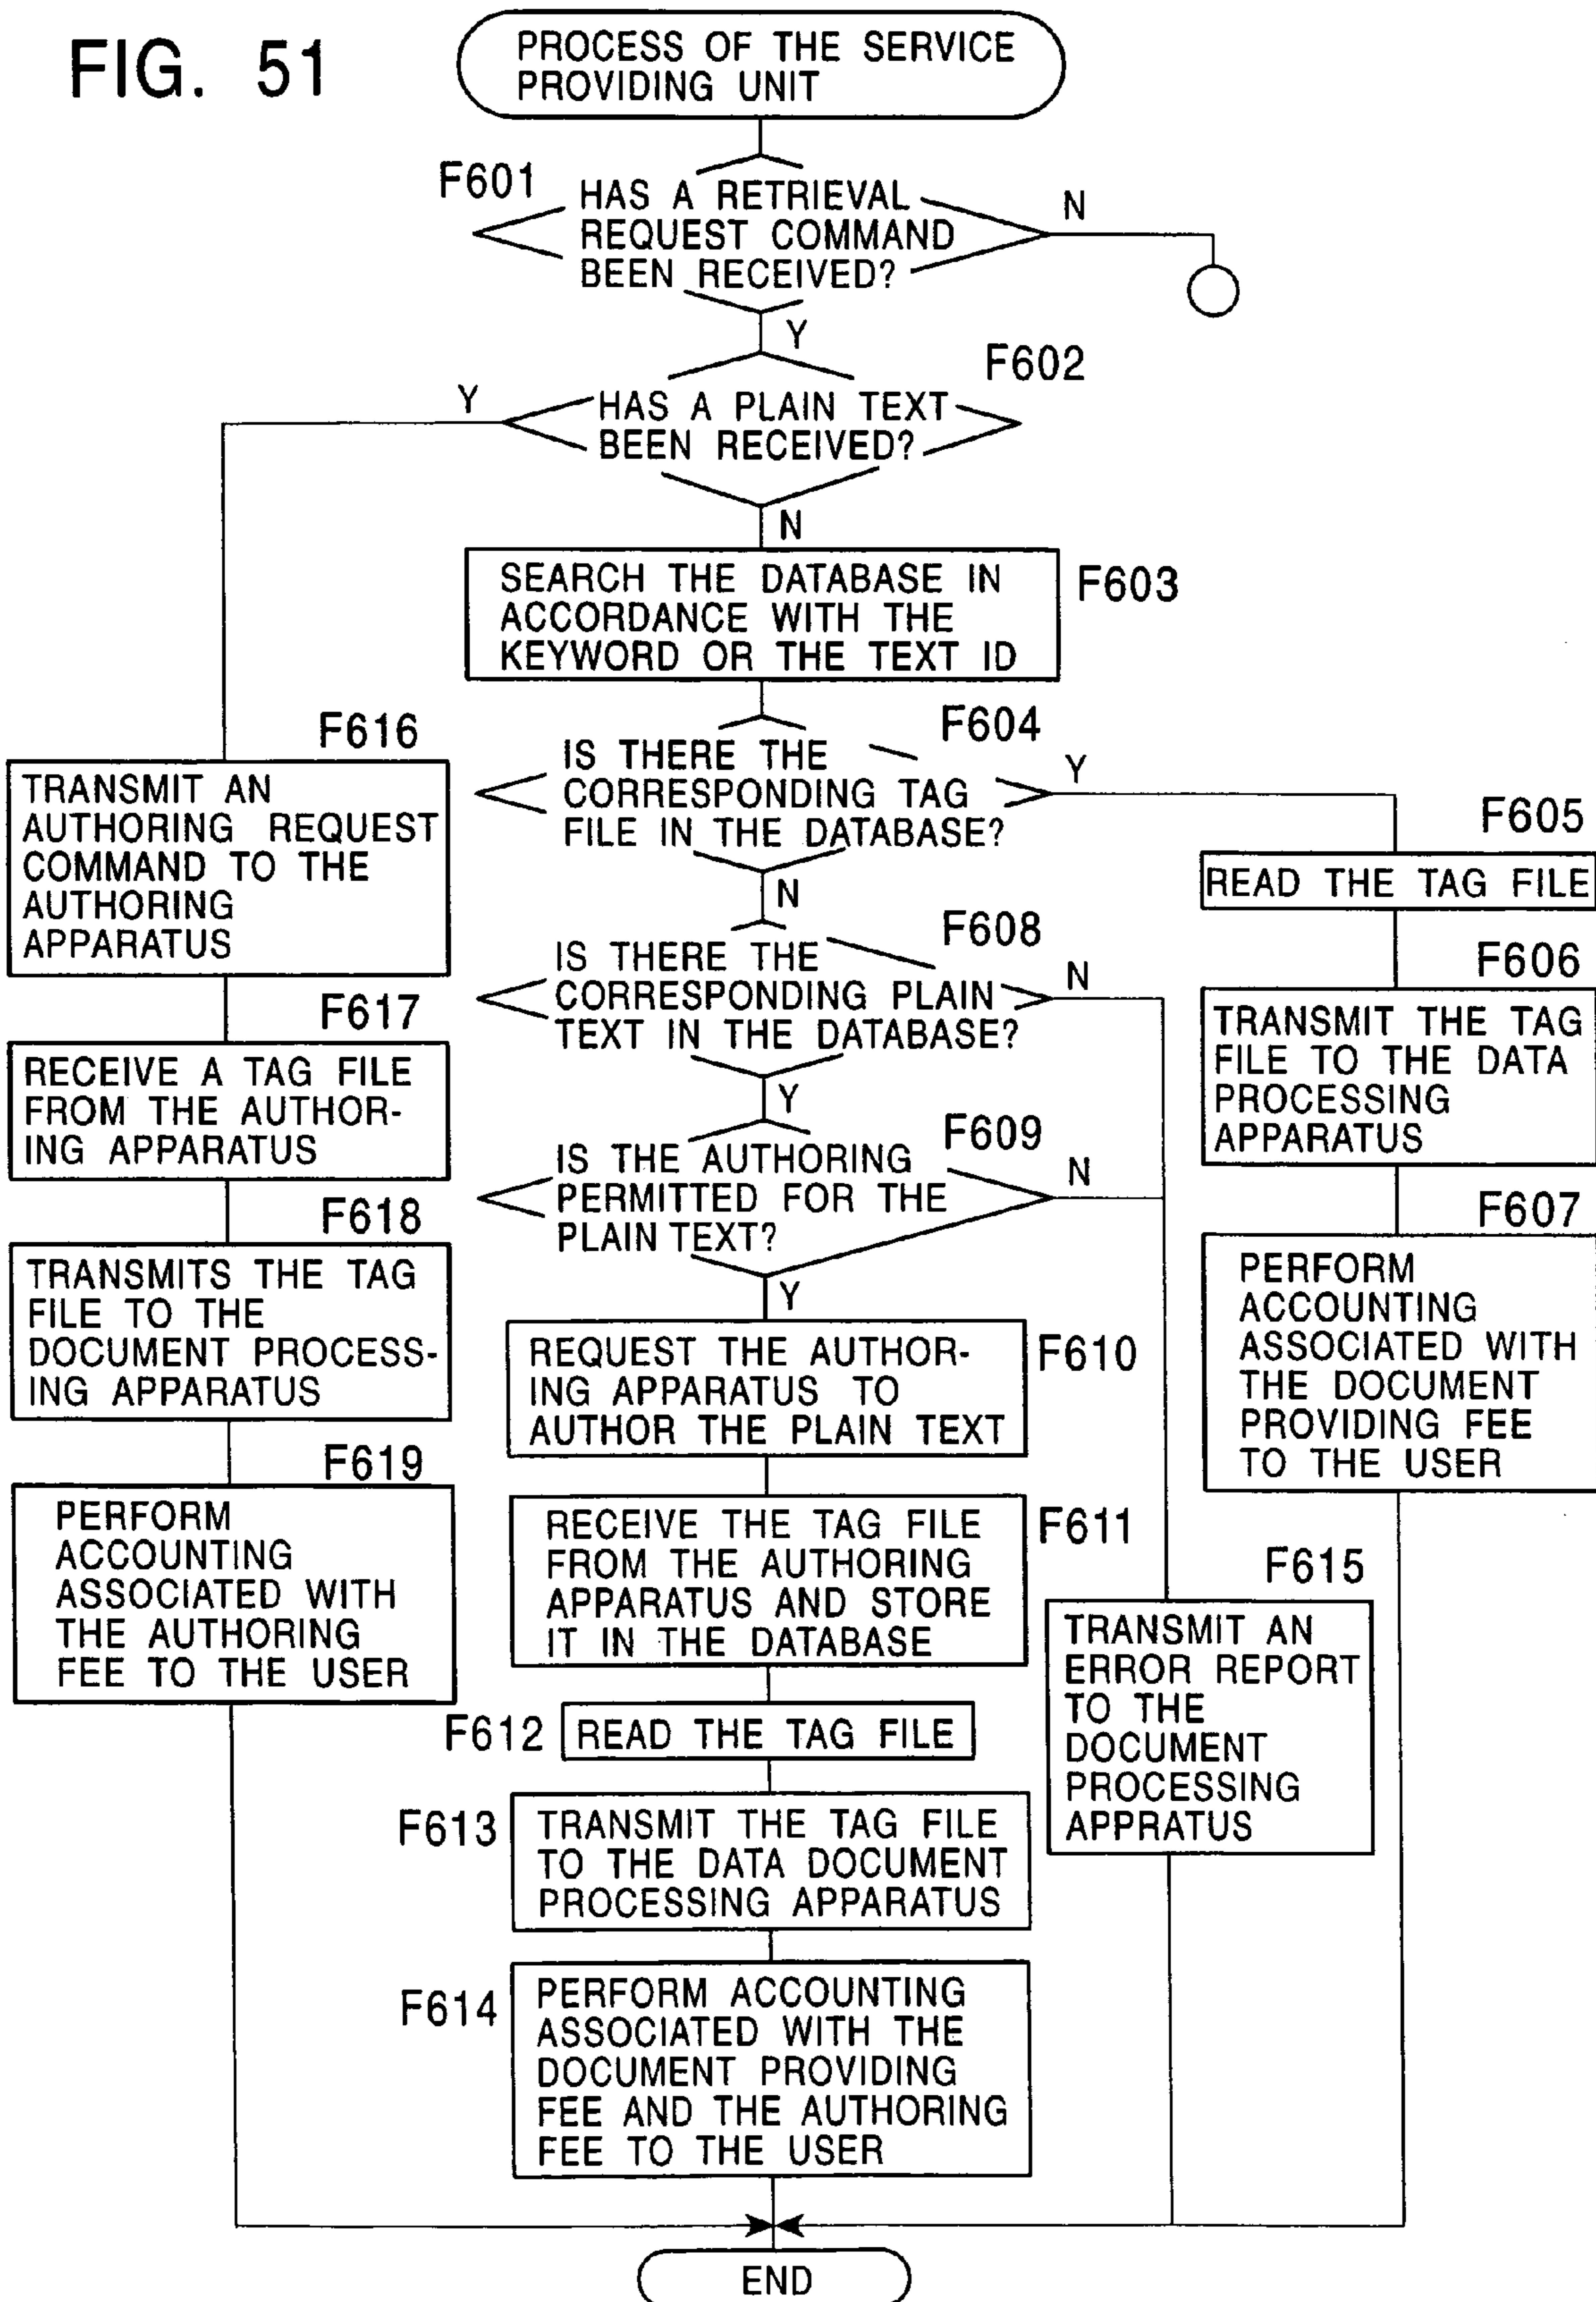 FIG. 51
PROCESS OF THE SERVICE
PROVIDING UNIT
F601
HAS A RETRIEVAL
REQUEST COMMAND
BEEN RECEIVED?
N
Y
F602
Y
HAS A PLAIN TEXT
BEEN RECEIVED?
N
SEARCH THE DATABASE IN
ACCORDANCE WITH THE
KEYWORD OR THE TEXT ID
F603
F604
IS THERE THE
CORRESPONDING TAG
FILE IN THE DATABASE?
Y
N
F605
READ THE TAG FILE
F606
TRANSMIT THE TAG
FILE TO THE DATA
PROCESSING
APPARATUS
F607
PERFORM
ACCOUNTING
ASSOCIATED WITH
THE DOCUMENT
PROVIDING FEE
TO THE USER
F608
IS THERE THE
CORRESPONDING PLAIN
TEXT IN THE DATABASE?
N
Y
F609
IS THE AUTHORING
PERMITTED FOR THE
PLAIN TEXT?
N
Y
REQUEST THE AUTHOR-
ING APPARATUS TO
AUTHOR THE PLAIN TEXT
F610
RECEIVE THE TAG FILE
FROM THE AUTHORING
APPARATUS AND STORE
IT IN THE DATABASE
F611
F612
READ THE TAG FILE
F613
TRANSMIT THE TAG FILE
TO THE DATA DOCUMENT
PROCESSING APPARATUS
F614
PERFORM ACCOUNTING
ASSOCIATED WITH THE
DOCUMENT PROVIDING
FEE AND THE AUTHORING
FEE TO THE USER
F615
TRANSMIT AN
ERROR REPORT
TO THE
DOCUMENT
PROCESSING
APPRATUS
F616
TRANSMIT AN
AUTHORING REQUEST
COMMAND TO THE
AUTHORING
APPARATUS
F617
RECEIVE A TAG FILE
FROM THE AUTHOR-
ING APPARATUS
F618
TRANSMITS THE TAG
FILE TO THE
DOCUMENT PROCESS-
ING APPARATUS
F619
PERFORM
ACCOUNTING
ASSOCIATED WITH
THE AUTHORING
FEE TO THE USER
END